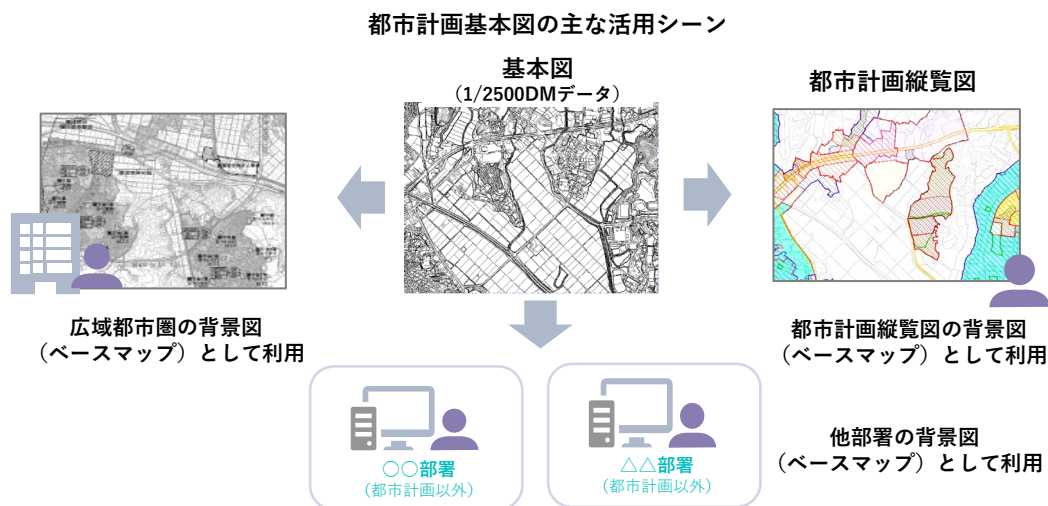 都市計画基本図の主な活用シーン
基本図
（1/2500DMデータ）
都市計画縦覧図
広域都市圏の背景図
（ベースマップ）として利用
都市計画縦覧図の背景図
（ベースマップ）として利用
〇〇部署
（都市計画以外）
△△部署
（都市計画以外）
他部署の背景図
（ベースマップ）として利用